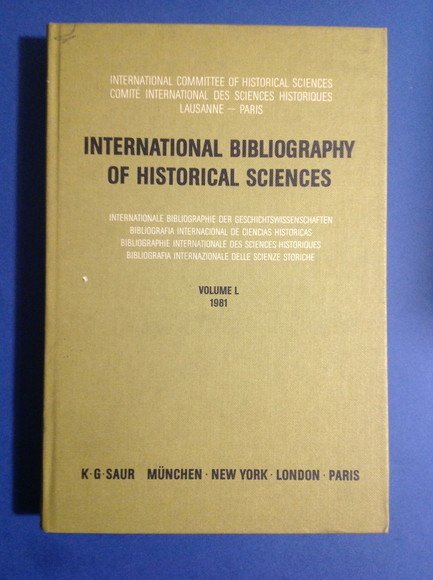 INTERNATIONAL COMMITTEE OF HISTORICAL SCIENCES
COMITÉ INTERNATIONAL DES SCIENCES HISTORIQUES
LAUSANNE — PARIS
INTERNATIONAL BIBLIOGRAPHY
OF HISTORICAL SCIENCES
INTERNATIONALE BIBLIOGRAPHIE DER GESCHICHTSWISSENSCHAFTEN
BIBLIOGRAFIA INTERNACIONAL DE CIENCIAS HISTORICAS
BIBLIOGRAPHIE INTERNATIONALE DES SCIENCES HISTORIQUES
BIBLIOGRAFIA INTERNAZIONALE DELLE SCIENZE STORICHE
VOLUME L
1981
K·G·SAUR MÜNCHEN·NEW YORK·LONDON·PARIS